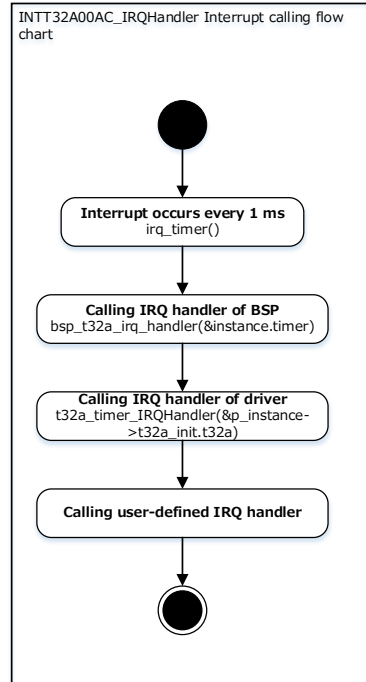 INTT32A00AC_IRQHandler Interrupt calling flow
chart
Interrupt occurs every 1 ms
irq_timer()
Calling IRQ handler of BSP
bsp_t32a_irq_handler(&instance.timer)
Calling IRQ handler of driver
t32a_timer_IRQHandler(&p_instance-
>t32a_init.t32a)
Calling user-defined IRQ handler